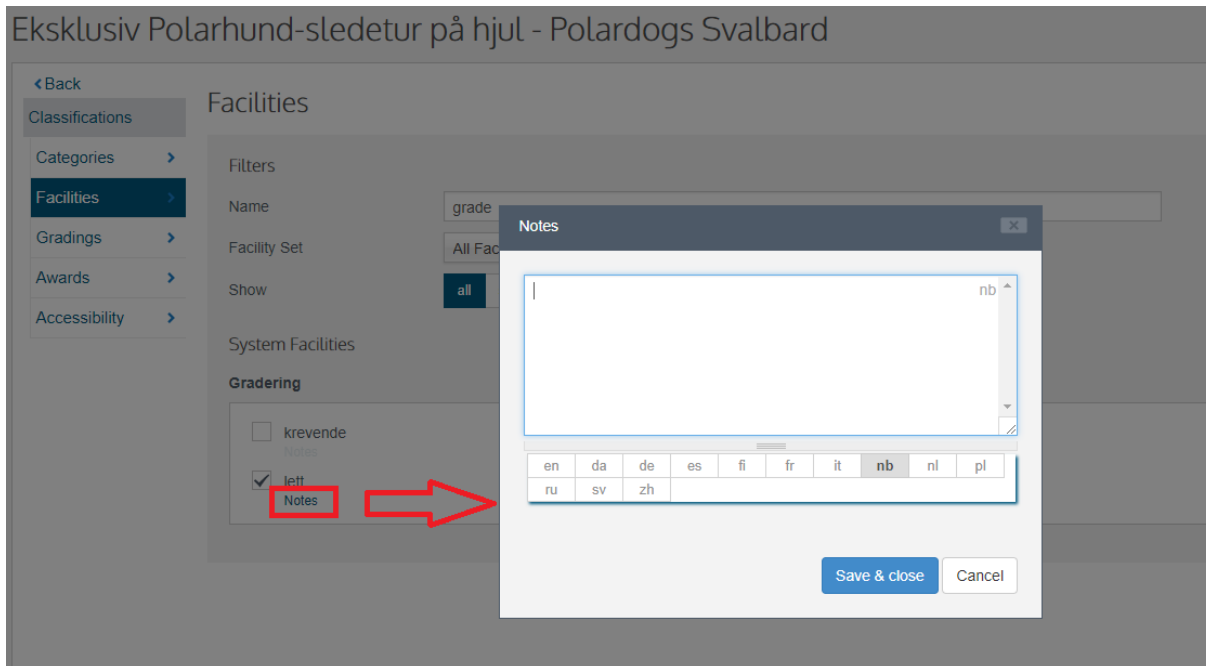 Eksklusiv Polarhund-sledetur på hjul - Polardogs Svalbard
Back
Classifications
Categories
Facilities
Gradings
Awards
Accessibility
Facilities
Filters
Name
grade
Facility Set
All Fac
Show
all
System Facilities
Gradering
krevende
Notes
lett
Notes
Notes
nb
en da de es fi fr it nb nl pl
ru sv zh
Save & close Cancel